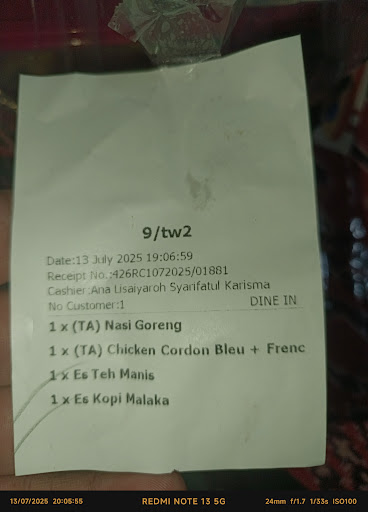 9/tw2
Date:13 July 2025 19:06:59
Receipt No.:426RC1072025/01881
Cashier:Ana Lisaiyaroh Syarifatul Karisma
No Customer:1 DINE IN
1 x (TA) Nasi Goreng
1 x (TA) Chicken Cordon Bleu + Frenc
1 x Es Teh Manis
1 x Es Kopi Malaka
13/07/2025 20:05:55 REDMI NOTE 13 5G 24mm f/1.7 1/33s ISO100